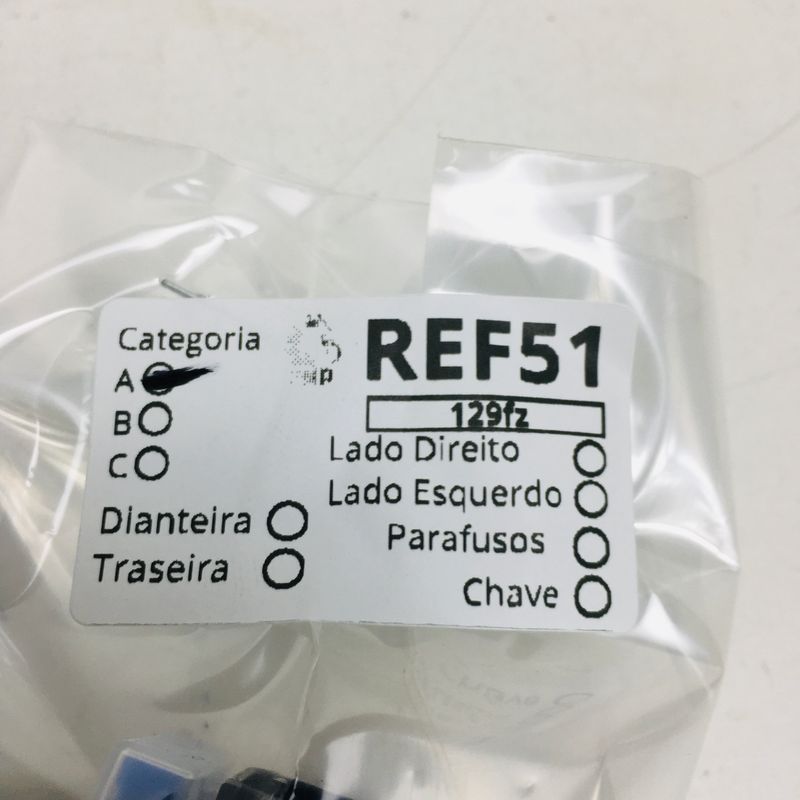 Categoria
A
B
C
Dianteira
Traseira
REF51
129fz
Lado Direito
Lado Esquerdo
Parafusos
Chave